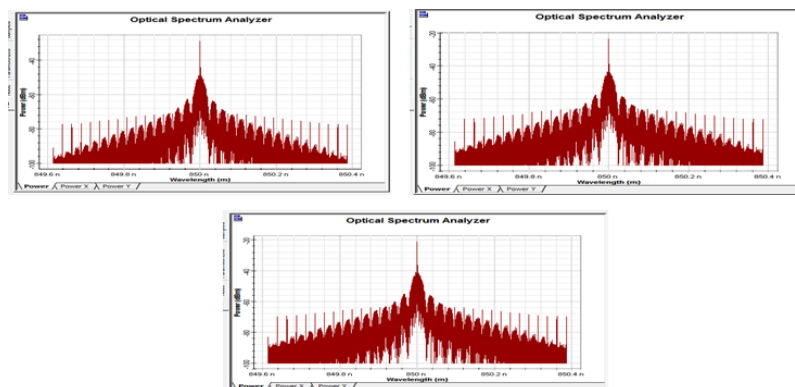 Optical Spectrum Analyzer
Power (dBm)
-40
-60
-80
-100
849.6 n 849.8 n 850 n 850.2 n 850.4 n
Wavelength (m)
Power Power X Power Y
Optical Spectrum Analyzer
Power (dBm)
-20
-40
-60
-80
-100
849.6 n 849.8 n 850 n 850.2 n 850.4 n
Wavelength (m)
Power Power X Power Y
Optical Spectrum Analyzer
Power (dBm)
-20
-40
-60
-80
-100
849.6 n 849.8 n 850 n 850.2 n 850.4 n
Wavelength (m)
Power Power X Power Y